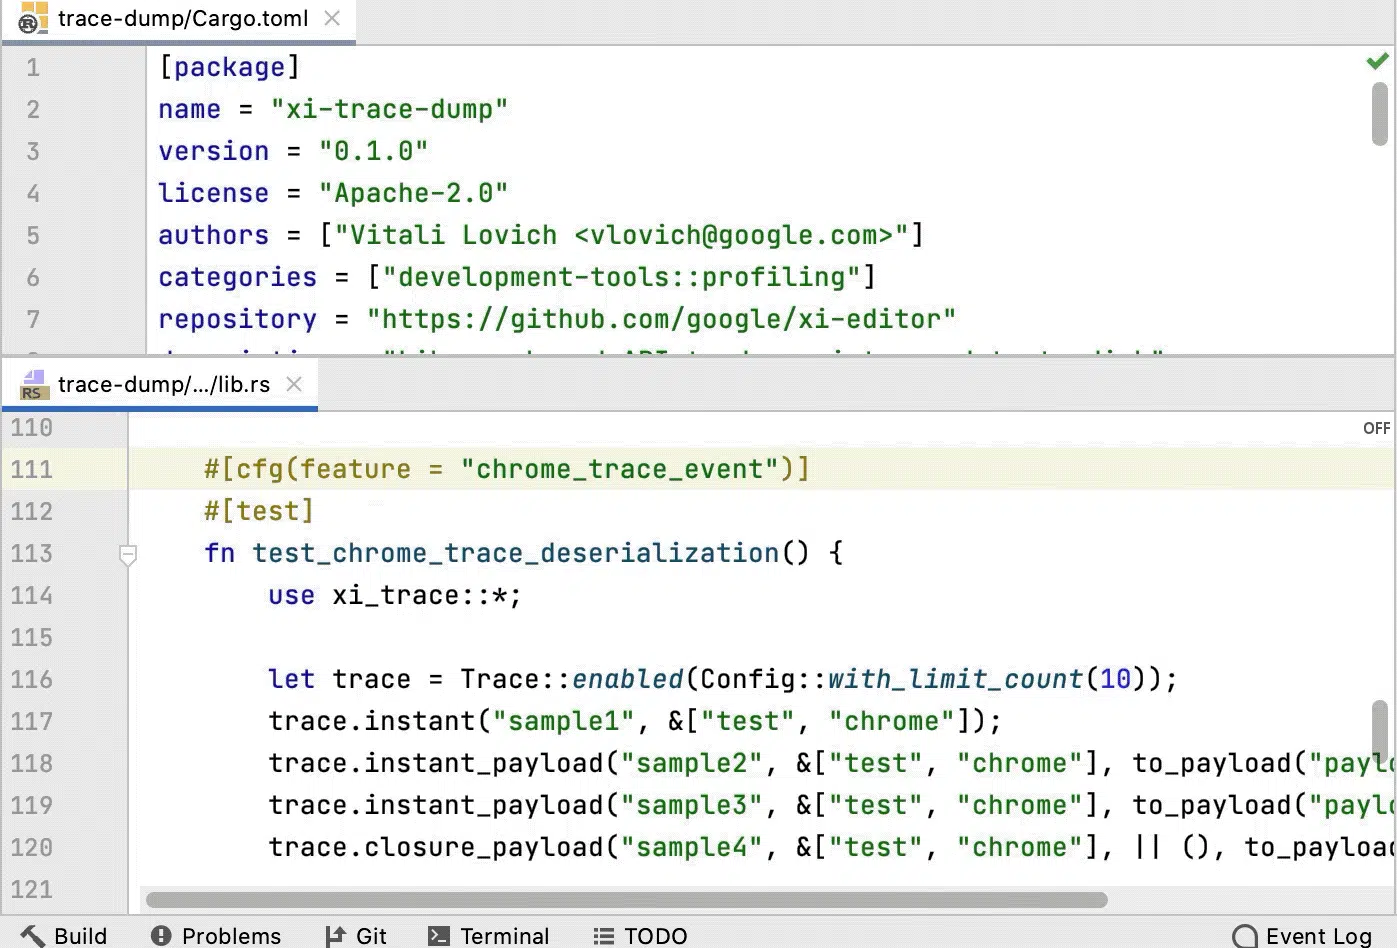 trace-dump/Cargo.toml
1 [package]
2 name = "xi-trace-dump"
3 version = "0.1.0"
4 license = "Apache-2.0"
5 authors = ["Vitali Lovich <vlovich@google.com>"]
6 categories = ["development-tools::profiling"]
7 repository = "https://github.com/google/xi-editor"
RS trace-dump/.../lib.rs
110
OFF
111 #[cfg(feature = "chrome_trace_event")]
112 #[test]
113 fn test_chrome_trace_deserialization() {
114 use xi_trace::*;
115
116 let trace = Trace::enabled(Config::with_limit_count(10));
117 trace.instant("sample1", &["test", "chrome"]);
118 trace.instant_payload("sample2", &["test", "chrome"], to_payload("paylo
119 trace.instant_payload("sample3", &["test", "chrome"], to_payload("paylo
120 trace.closure_payload("sample4", &["test", "chrome"], || (), to_payload
121
Build Problems Git Terminal TODO Event Log